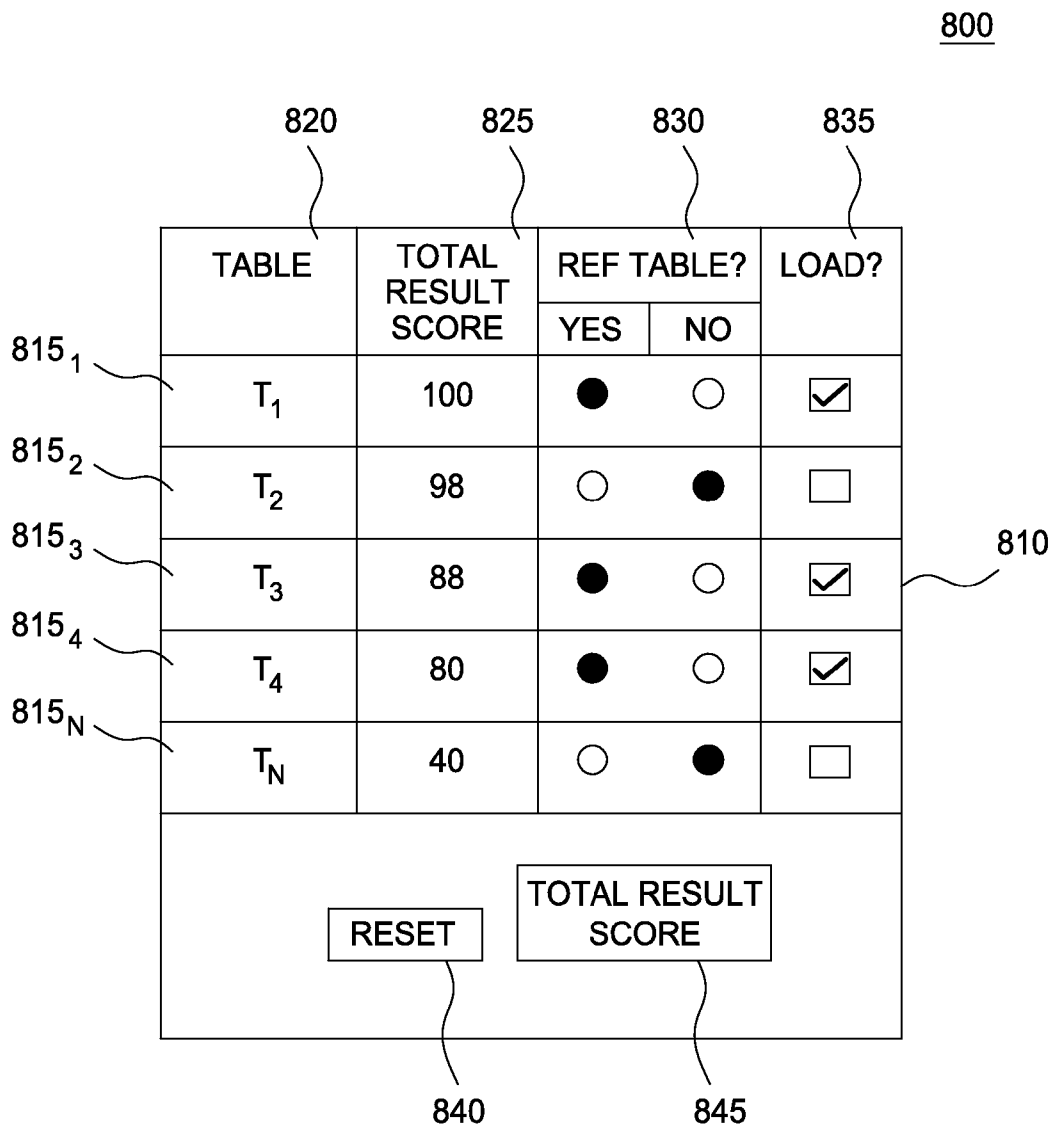 800
820 825 830 835
TABLE TOTAL RESULT SCORE REF TABLE? LOAD?
YES NO
815₁ T₁ 100
815₂ T₂ 98
815₃ T₃ 88
810
815₄ T₄ 80
815N TN 40
RESET TOTAL RESULT SCORE
840 845